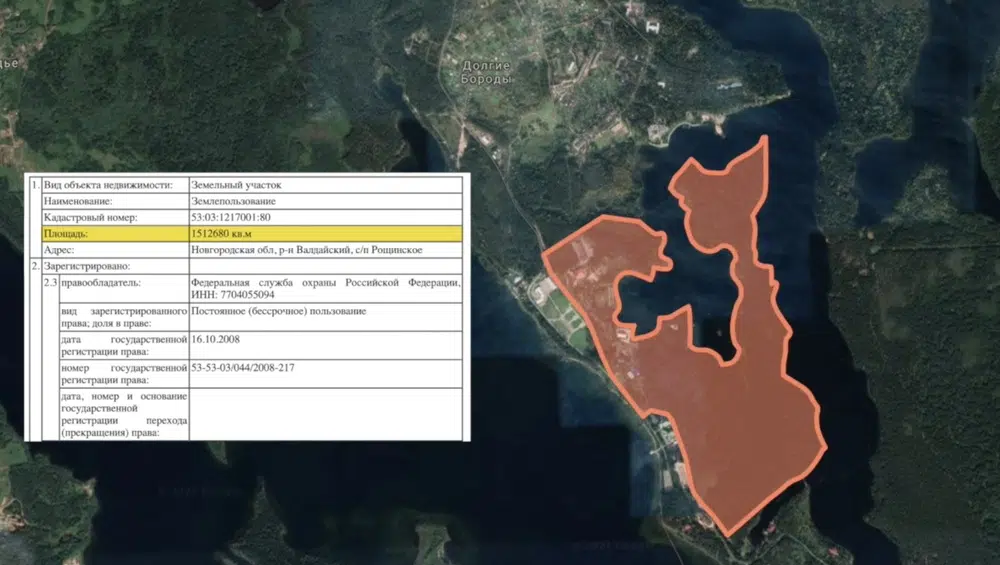 дье
Долгие
Бороды
1. Вид объекта недвижимости: Земельный участок
Наименование: Землепользование
Кадастровый номер: 53:03:1217001:80
Площадь: 1512680 кв.м
Адрес: Новгородская обл, р-н Валдайский, с/п Рощинское
2. Зарегистрировано:
2.3 правообладатель: Федеральная служба охраны Российской Федерации,
ИНН: 7704055094
вид зарегистрированного Постоянное (бессрочное) пользование
права; доля в праве:
дата государственной 16.10.2008
регистрации права:
номер государственной 53-53-03/044/2008-217
регистрации права:
дата, номер и основание
государственной
регистрации перехода
(прекращения) права: